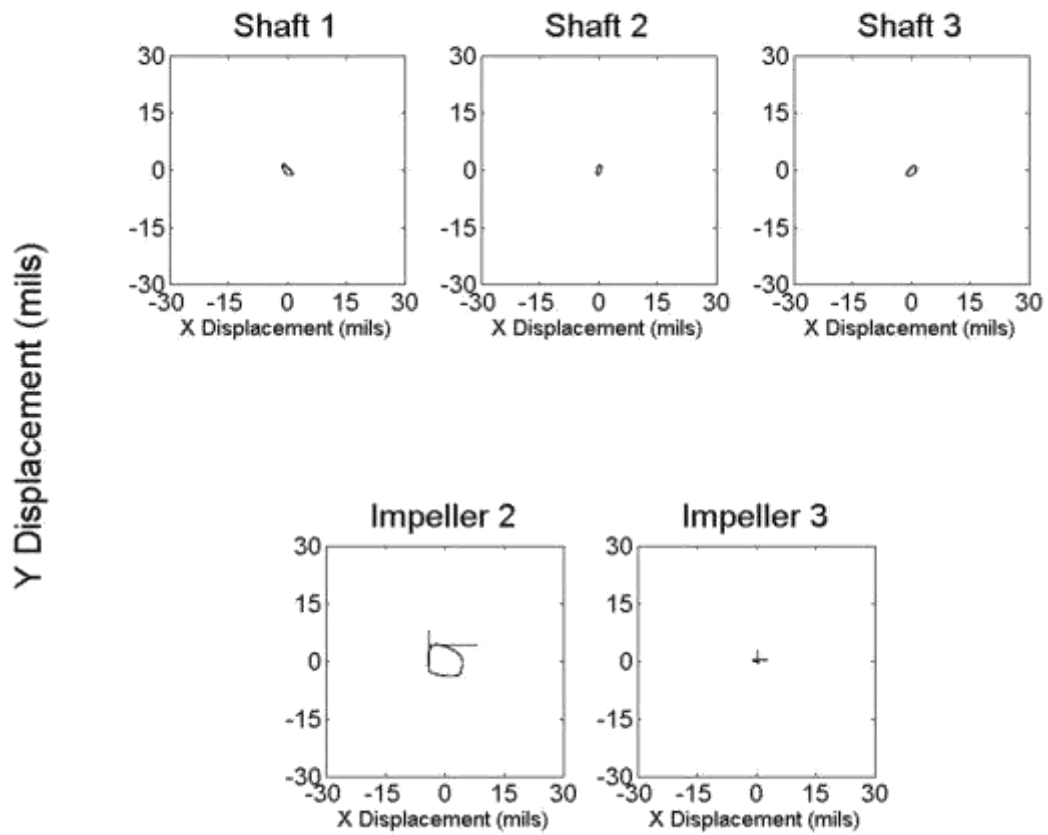 Shaft 1 Shaft 2 Shaft 3
30 30 30
15 15 15
0 0 0
-15 -15 -15
-30 -30 -30
-30 -15 0 15 30 -30 -15 0 15 30 -30 -15 0 15 30
X Displacement (mils) X Displacement (mils) X Displacement (mils)
Y Displacement (mils)
Impeller 2 Impeller 3
30 30
15 15
0 0
-15 -15
-30 -30
-30 -15 0 15 30 -30 -15 0 15 30
X Displacement (mils) X Displacement (mils)